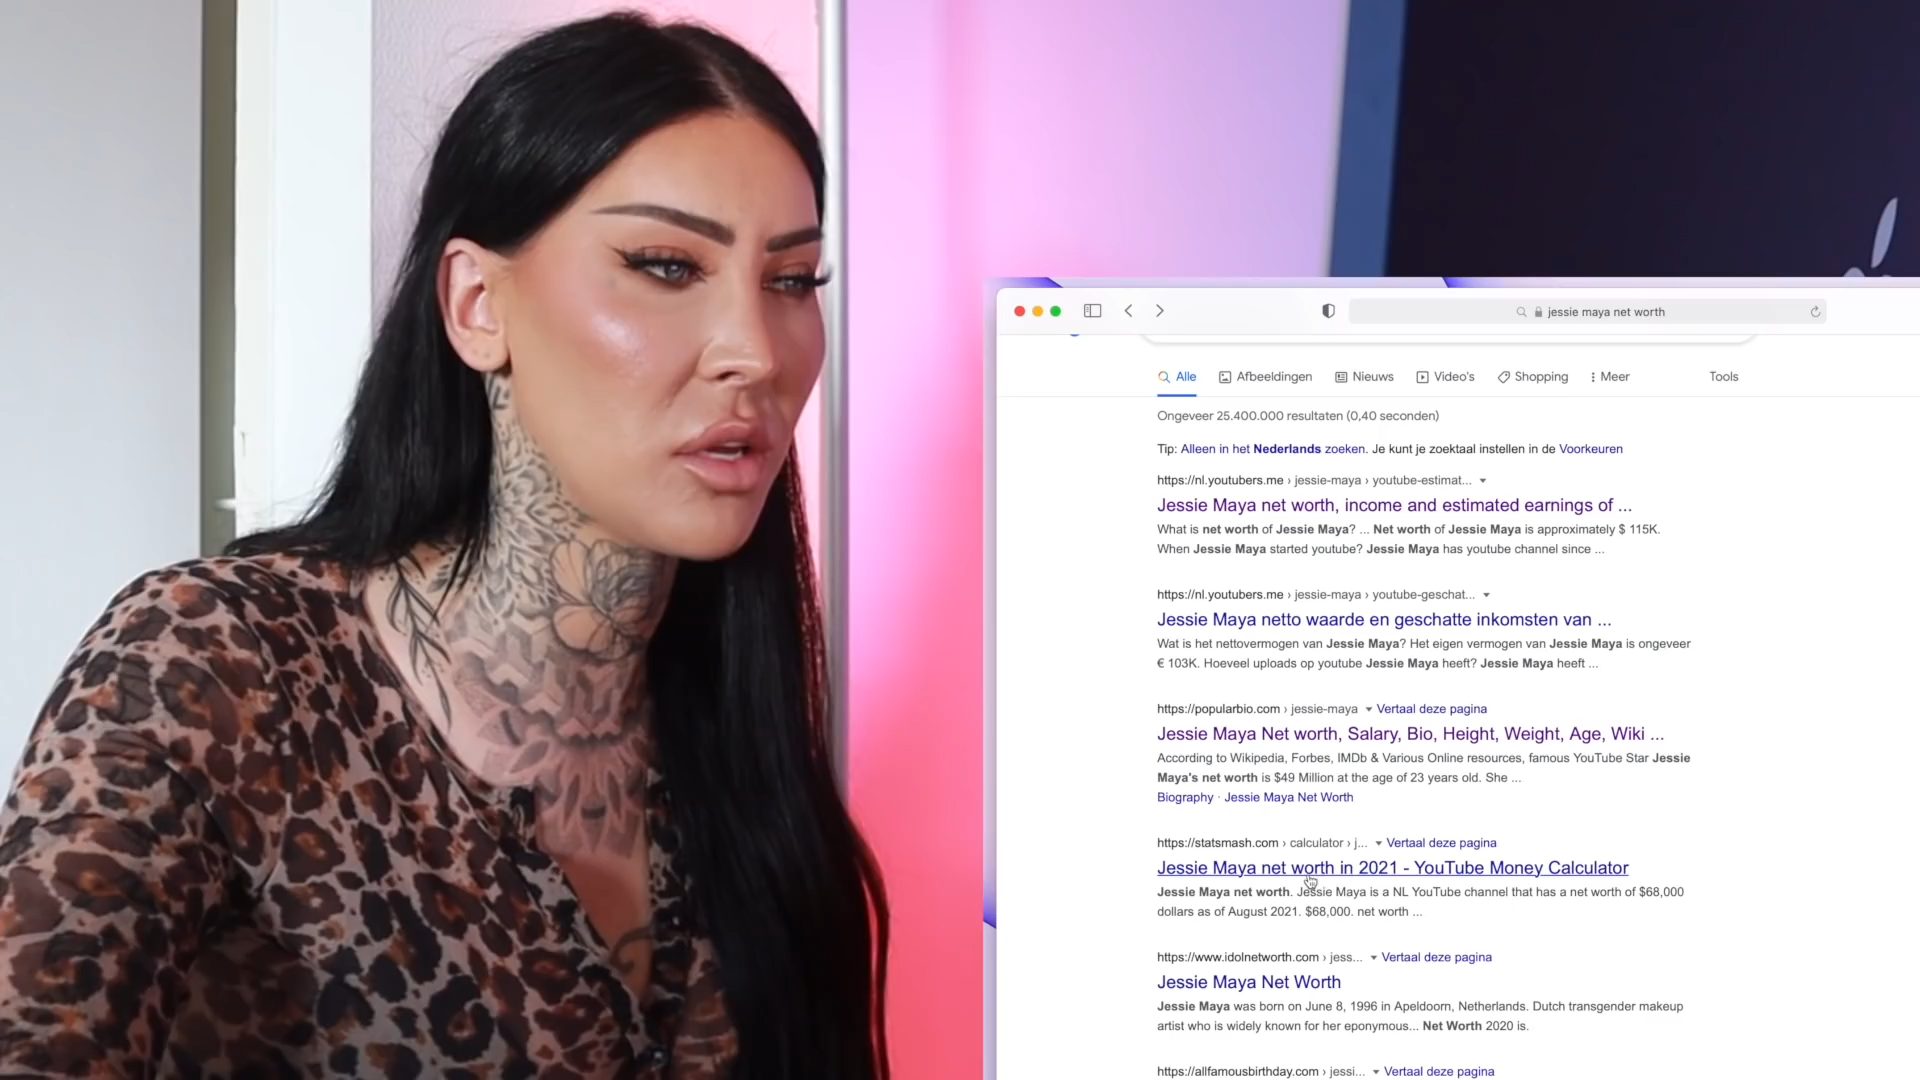 jessie maya net worth
Alle Afbeeldingen Nieuws Video's Shopping Meer Tools
Ongeveer 25.400.000 resultaten (0,40 seconden)
Tip: Alleen in het Nederlands zoeken. Je kunt je zoektaal instellen in de Voorkeuren
https://nl.youtubers.me › jessie-maya › youtube-estimat...
Jessie Maya net worth, income and estimated earnings of ...
What is net worth of Jessie Maya? ... Net worth of Jessie Maya is approximately $ 115K.
When Jessie Maya started youtube? Jessie Maya has youtube channel since ...
https://nl.youtubers.me › jessie-maya › youtube-geschat...
Jessie Maya netto waarde en geschatte inkomsten van ...
Wat is het nettovermogen van Jessie Maya? Het eigen vermogen van Jessie Maya is ongeveer
€ 103K. Hoeveel uploads op youtube Jessie Maya heeft? Jessie Maya heeft ...
https://popularbio.com › jessie-maya Vertaal deze pagina
Jessie Maya Net worth, Salary, Bio, Height, Weight, Age, Wiki ...
According to Wikipedia, Forbes, IMDb & Various Online resources, famous YouTube Star Jessie
Maya's net worth is $49 Million at the age of 23 years old. She ...
Biography · Jessie Maya Net Worth
https://statsmash.com › calculator › j... Vertaal deze pagina
Jessie Maya net worth in 2021 - YouTube Money Calculator
Jessie Maya net worth. Jessie Maya is a NL YouTube channel that has a net worth of $68,000
dollars as of August 2021. $68,000. net worth ...
https://www.idolnetworth.com › jess... Vertaal deze pagina
Jessie Maya Net Worth
Jessie Maya was born on June 8, 1996 in Apeldoorn, Netherlands. Dutch transgender makeup
artist who is widely known for her eponymous... Net Worth 2020 is.
https://allfamousbirthday.com › jessi... Vertaal deze pagina